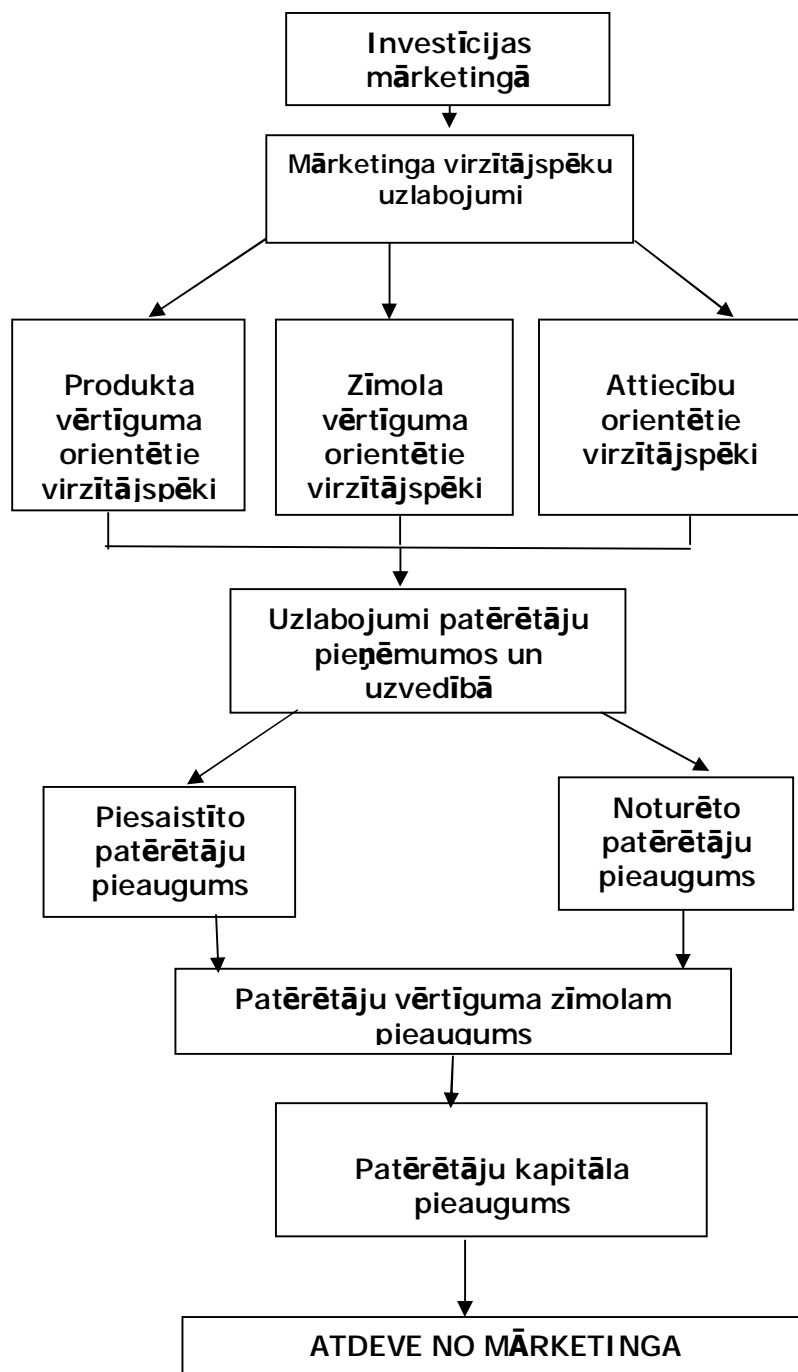 Investīcijas
mārketingā
Mārketinga virzītājspēku
uzlabojumi
Produkta
vērtīguma
orientētie
virzītājspēki
Zīmola
vērtīguma
orientētie
virzītājspēki
Attiecību
orientētie
virzītājspēki
Uzlabojumi patērētāju
pieņēmumos un
uzvedībā
Piesaistīto
patērētāju
pieaugums
Noturēto
patērētāju
pieaugums
Patērētāju vērtīguma zīmolam
pieaugums
Patērētāju kapitāla
pieaugums
ATDEVE NO MĀRKETINGA